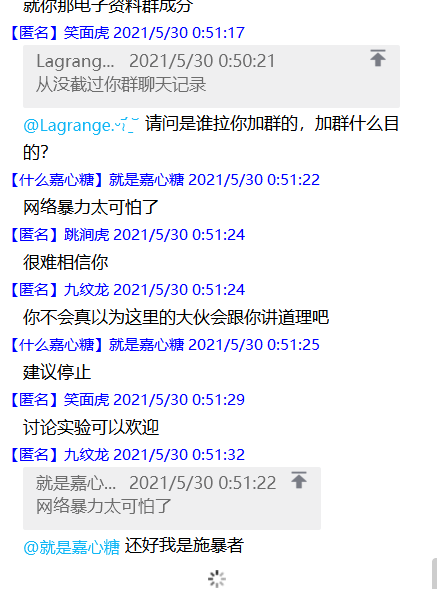 就你那电子资料群成分
【匿名】笑面虎 2021/5/30 0:51:17
Lagrang... 2021/5/30 0:50:21
从没截过你群聊天记录
@Lagrange. 请问是谁拉你加群的，加群什么目
的?
【什么嘉心糖】就是嘉心糖 2021/5/30 0:51:22
网络暴力太可怕了
【匿名】跳涧虎 2021/5/30 0:51:24
很难相信你
【匿名】九纹龙 2021/5/30 0:51:24
你不会真以为这里的大伙会跟你讲道理吧
【什么嘉心糖】就是嘉心糖 2021/5/30 0:51:25
建议停止
【匿名】笑面虎 2021/5/30 0:51:29
讨论实验可以欢迎
【匿名】九纹龙 2021/5/30 0:51:32
就是嘉心... 2021/5/30 0:51:22
网络暴力太可怕了
@就是嘉心糖 还好我是施暴者